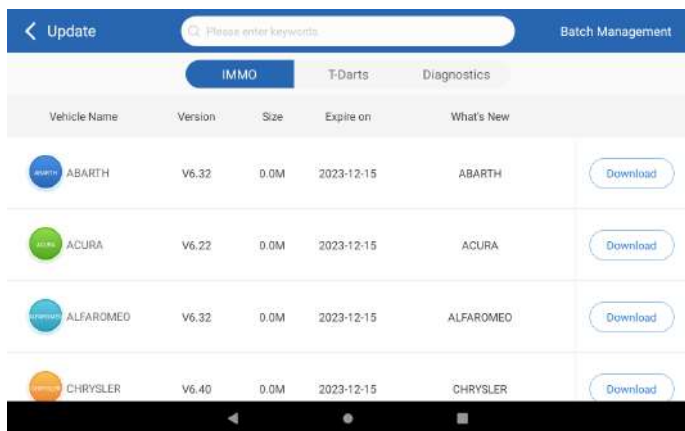 Update
Please enter keywords.
Batch Management
IMMO T-Darts Diagnostics
Vehicle Name Version Size Expire on What's New
ABARTH ABARTH V6.32 0.0M 2023-12-15 ABARTH Download
ACURA ACURA V6.22 0.0M 2023-12-15 ACURA Download
ALFAROMEO ALFAROMEO V6.32 0.0M 2023-12-15 ALFAROMEO Download
CHRYSLER CHRYSLER V6.40 0.0M 2023-12-15 CHRYSLER Download